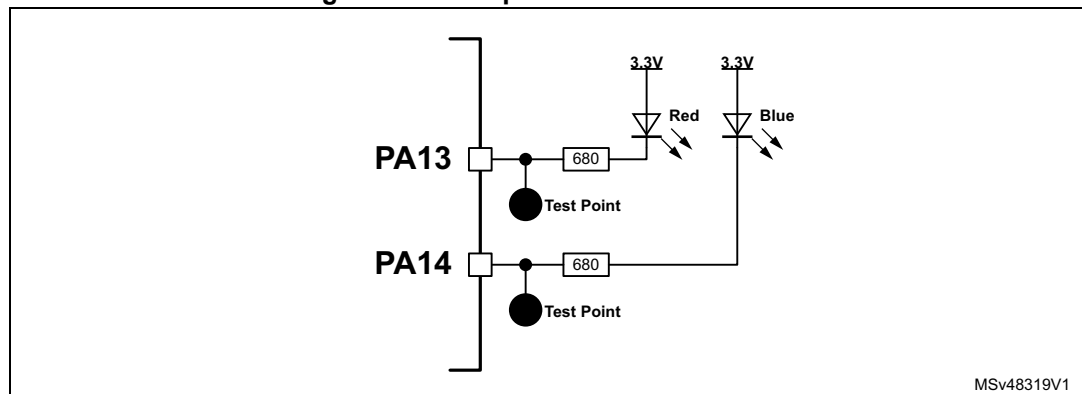 3.3V 3.3V
Red Blue
PA13 680
Test Point
PA14 680
Test Point
MSv48319V1